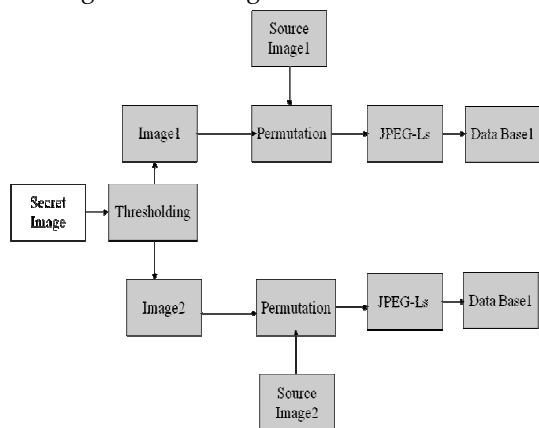 Source
Image1
Image1
Permutation
JPEG-Ls
Data Base1
Secret
Image
Thresholding
Image2
Permutation
JPEG-Ls
Data Base1
Source
Image2